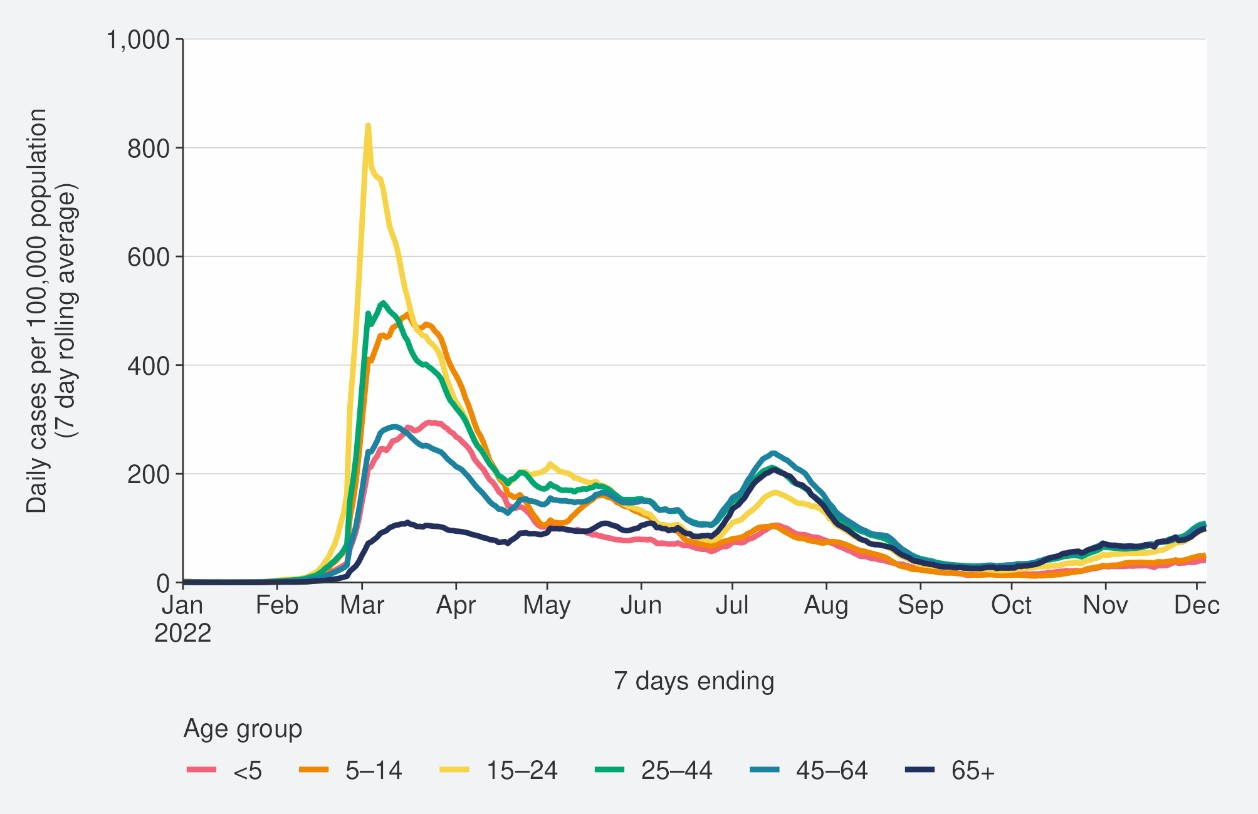 Daily cases per 100,000 population
(7 day rolling average)
1,000
800
600
400
200
0
Jan Feb Mar Apr May Jun Jul Aug Sep Oct Nov Dec
2022
7 days ending
Age group
<5 5–14 15–24 25–44 45–64 65+